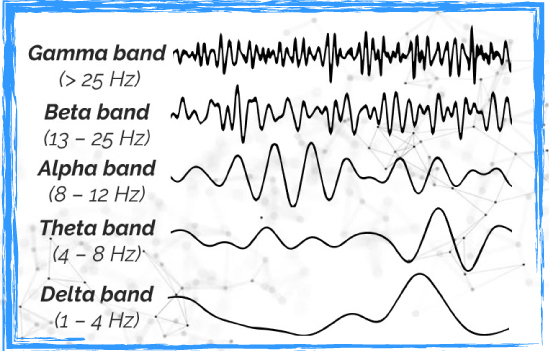 Gamma band
(> 25 Hz)
Beta band
(13 – 25 Hz)
Alpha band
(8 – 12 Hz)
Theta band
(4 – 8 Hz)
Delta band
(1 – 4 Hz)